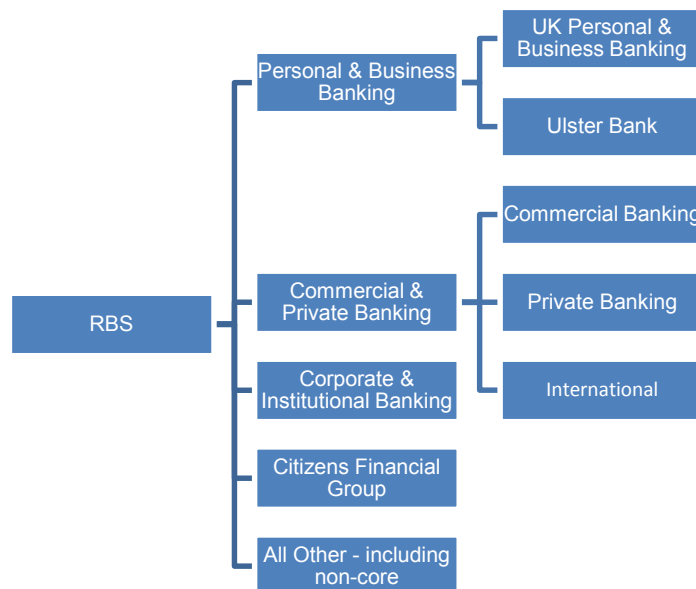 RBS
Personal & Business
Banking
UK Personal &
Business Banking
Ulster Bank
Commercial &
Private Banking
Commercial Banking
Private Banking
International
Corporate &
Institutional Banking
Citizens Financial
Group
All Other - including
non-core